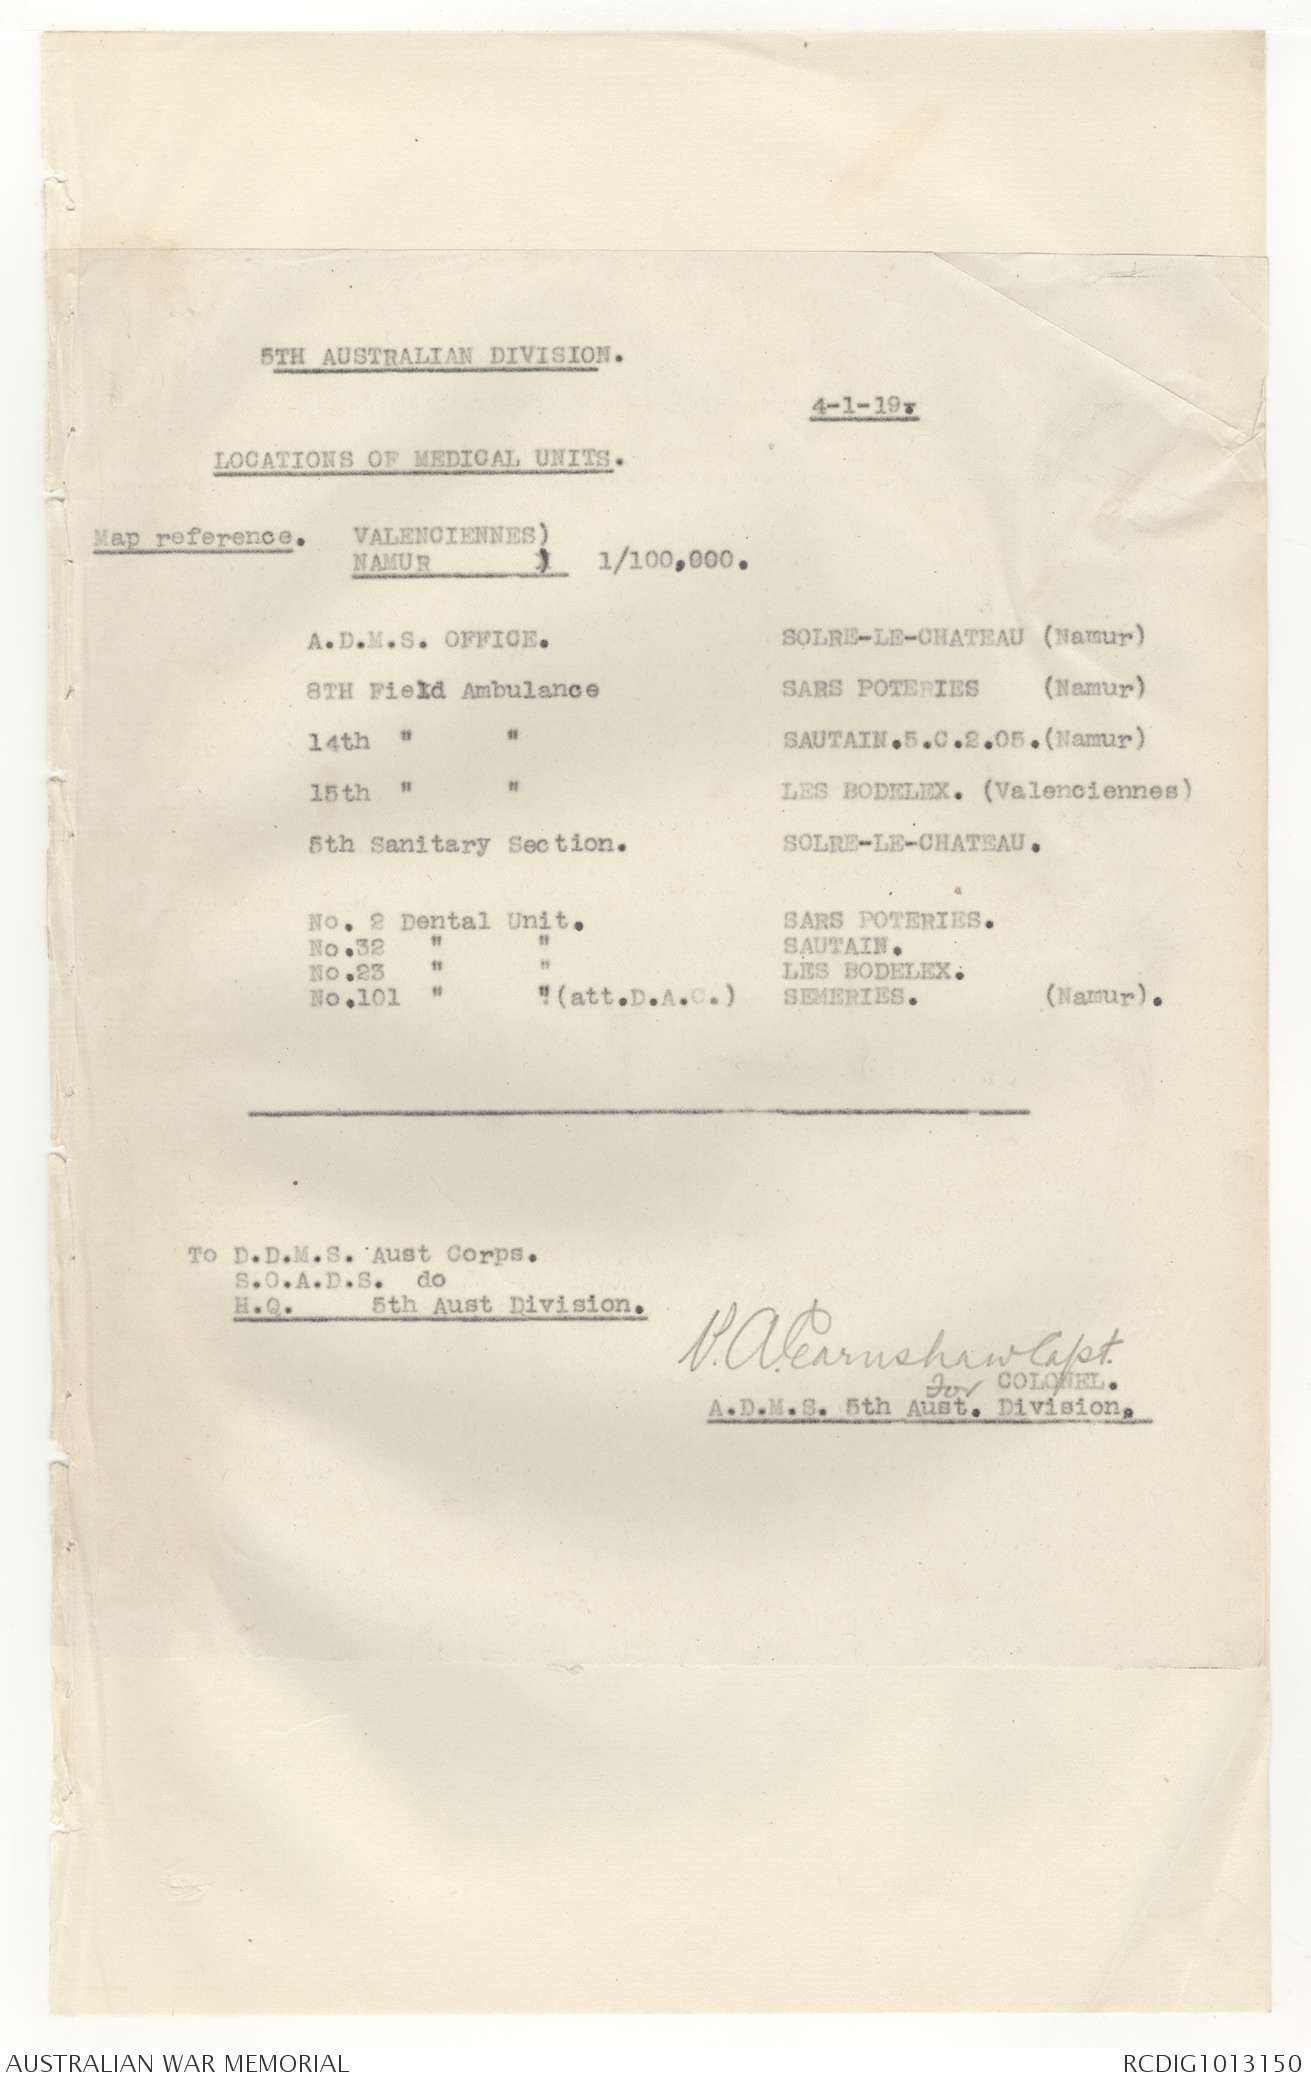 5TH AUSTRALIAN DIVISION.
4-1-19.
LOCATIONS OF MEDICAL UNITS.
Map reference. VALENCIENNES)
NAMUR ) 1/100,000.
A.D.M.S. OFFICE. SOLRE-LE-CHATEAU (Namur)
8TH Field Ambulance SARS POTERIES (Namur)
14th " " SAUTAIN.5.C.2.05.(Namur)
15th " " LES BODELEX. (Valenciennes)
5th Sanitary Section. SOLRE-LE-CHATEAU.
No. 2 Dental Unit. SARS POTERIES.
No.32 " " SAUTAIN.
No.23 " " LES BODELEX.
No.101 " "(att.D.A.C.) SEMERIES. (Namur).
To D.D.M.S. Aust Corps.
S.O.A.D.S. do
H.Q. 5th Aust Division.
P.A. Earnshaw Capt.
for COLONEL.
A.D.M.S. 5th Aust. Division.
AUSTRALIAN WAR MEMORIAL
RCDIG1013150